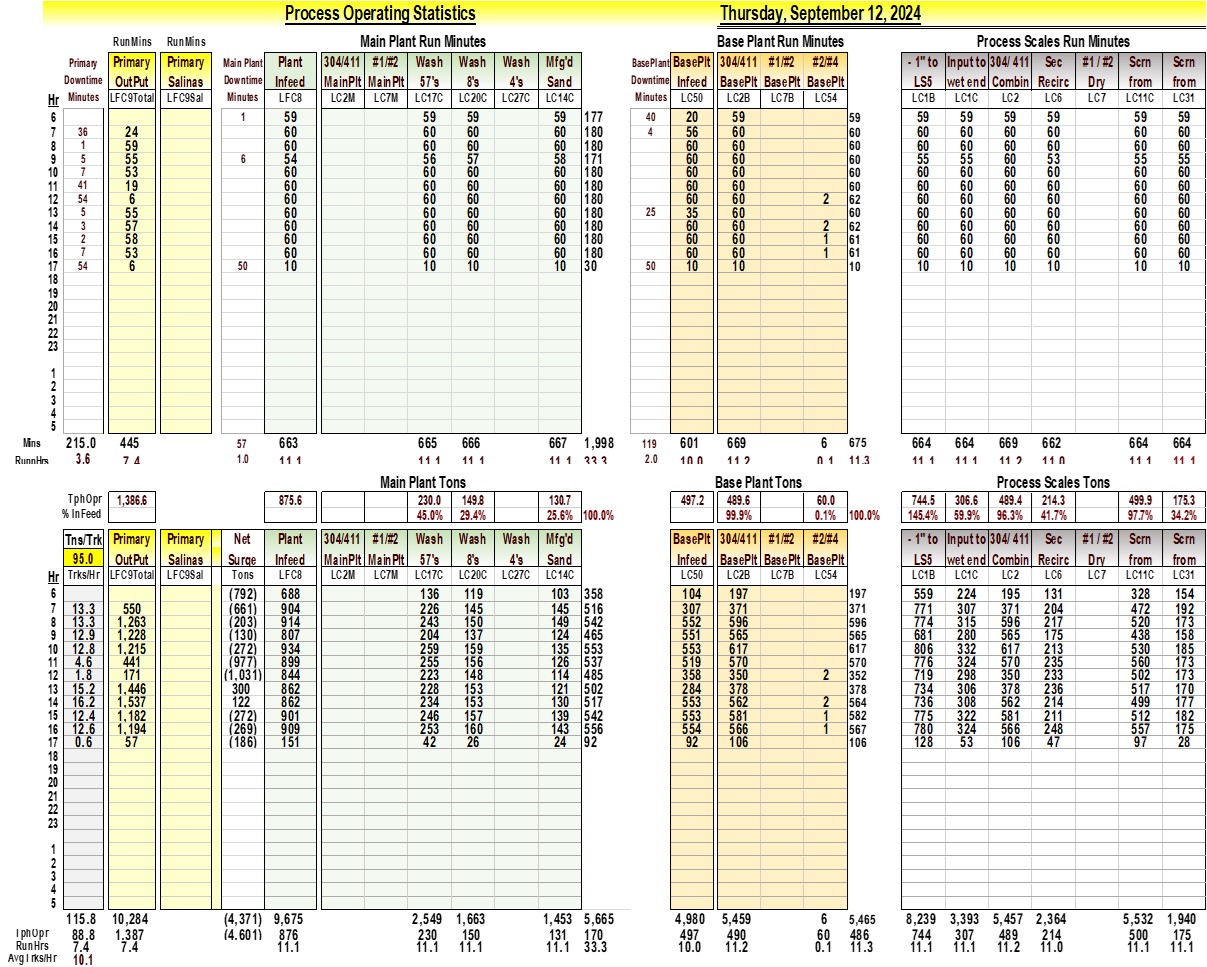 Process Operating Statistics Thursday, September 12, 2024
RunMins RunMins Main Plant Run Minutes Base Plant Run Minutes Process Scales Run Minutes
Primary Primary Primary Main Plant Plant 304/411 #1/#2 Wash Wash Wash Mfg'd BasePlant BasePlt 304/411 #1/#2 #2/#4 - 1" to Input to 304/ 411 Sec #1 / #2 Scrn Scrn
Downtime OutPut Salinas Downtime Infeed MainPlt MainPlt 57's 8's 4's Sand Downtime Infeed BasePlt BasePlt BasePlt LS5 wet end Combin Recirc Dry from from
Hr Minutes LFC9Total LFC9Sal Minutes LFC8 LC2M LC7M LC17C LC20C LC27C LC14C Minutes LC50 LC2B LC7B LC54 LC1B LC1C LC2 LC6 LC7 LC11C LC31
6 1 59 59 59 59 177 40 20 59 59 59 59 59 59 59 59
7 36 24 60 60 60 60 180 4 56 60 60 60 60 60 60 60 60
8 1 59 60 60 60 60 180 60 60 60 60 60 60 60 60 60
9 5 55 6 54 56 57 58 171 60 60 60 55 55 60 53 55 55
10 7 53 60 60 60 60 180 60 60 60 60 60 60 60 60 60
11 41 19 60 60 60 60 180 60 60 60 60 60 60 60 60 60
12 54 6 60 60 60 60 180 60 60 2 62 60 60 60 60 60 60
13 5 55 60 60 60 60 180 25 35 60 60 60 60 60 60 60 60
14 3 57 60 60 60 60 180 60 60 2 62 60 60 60 60 60 60
15 2 58 60 60 60 60 180 60 60 1 61 60 60 60 60 60 60
16 7 53 60 60 60 60 180 60 60 1 61 60 60 60 60 60 60
17 54 6 50 10 10 10 10 30 50 10 10 10 10 10 10 10 10 10
18
19
20
21
22
23
1
2
3
4
5
Mins 215.0 445 57 663 665 666 667 1,998 119 601 669 6 675 664 664 669 662 664 664
RunnHrs 3.6 7.4 1.0 11.1 11.1 11.1 11.1 33.3 2.0 10.0 11.2 0.1 11.3 11.1 11.1 11.2 11.0 11.1 11.1
Main Plant Tons Base Plant Tons Process Scales Tons
TphOpr 1,386.6 875.6 230.0 149.8 130.7 497.2 489.6 60.0 744.5 306.6 489.4 214.3 499.9 175.3
% InFeed 45.0% 29.4% 25.6% 100.0% 99.9% 0.1% 100.0% 145.4% 59.9% 96.3% 41.7% 97.7% 34.2%
Tns/Trk Primary Primary Net Plant 304/411 #1/#2 Wash Wash Wash Mfg'd BasePlt 304/411 #1/#2 #2/#4 - 1" to Input to 304/ 411 Sec #1 / #2 Scrn Scrn
95.0 OutPut Salinas Surge Infeed MainPlt MainPlt 57's 8's 4's Sand Infeed BasePlt BasePlt BasePlt LS5 wet end Combin Recirc Dry from from
Hr Trks/Hr LFC9Total LFC9Sal Tons LFC8 LC2M LC7M LC17C LC20C LC27C LC14C LC50 LC2B LC7B LC54 LC1B LC1C LC2 LC6 LC7 LC11C LC31
6 (792) 688 136 119 103 358 104 197 197 559 224 195 131 328 154
7 13.3 550 (661) 904 226 145 145 516 307 371 371 771 307 371 204 472 192
8 13.3 1,263 (203) 914 243 150 149 542 552 596 596 774 315 596 217 520 173
9 12.9 1,228 (130) 807 204 137 124 465 551 565 565 681 280 565 175 438 158
10 12.8 1,215 (272) 934 259 159 135 553 553 617 617 806 332 617 213 530 185
11 4.6 441 (977) 899 255 156 126 537 519 570 570 776 324 570 235 560 173
12 1.8 171 (1,031) 844 223 148 114 485 358 350 2 352 719 298 350 233 502 173
13 15.2 1,446 300 862 228 153 121 502 284 378 378 734 306 378 236 517 170
14 16.2 1,537 122 862 234 153 130 517 553 562 2 564 736 308 562 214 499 177
15 12.4 1,182 (272) 901 246 157 139 542 553 581 1 582 775 322 581 211 512 182
16 12.6 1,194 (269) 909 253 160 143 556 554 566 1 567 780 324 566 248 557 175
17 0.6 57 (186) 151 42 26 24 92 92 106 106 128 53 106 47 97 28
18
19
20
21
22
23
1
2
3
4
5
115.8 10,284 (4,371) 9,675 2,549 1,663 1,453 5,665 4,980 5,459 6 5,465 8,239 3,393 5,457 2,364 5,532 1,940
TphOpr 88.8 1,387 (4,601) 876 230 150 131 170 497 490 60 486 744 307 489 214 500 175
RunHrs 7.4 7.4 11.1 11.1 11.1 11.1 33.3 10.0 11.2 0.1 11.3 11.1 11.1 11.2 11.0 11.1 11.1
AvgTrks/Hr 10.1